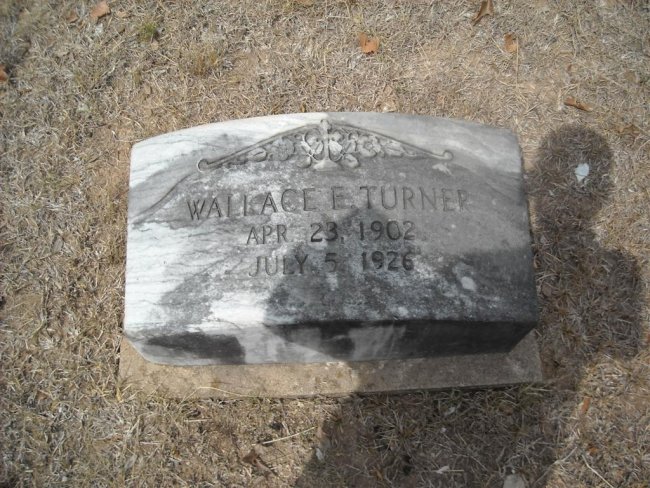 WALLACE E. TURNER
APR. 23, 1902
JULY 5, 1926